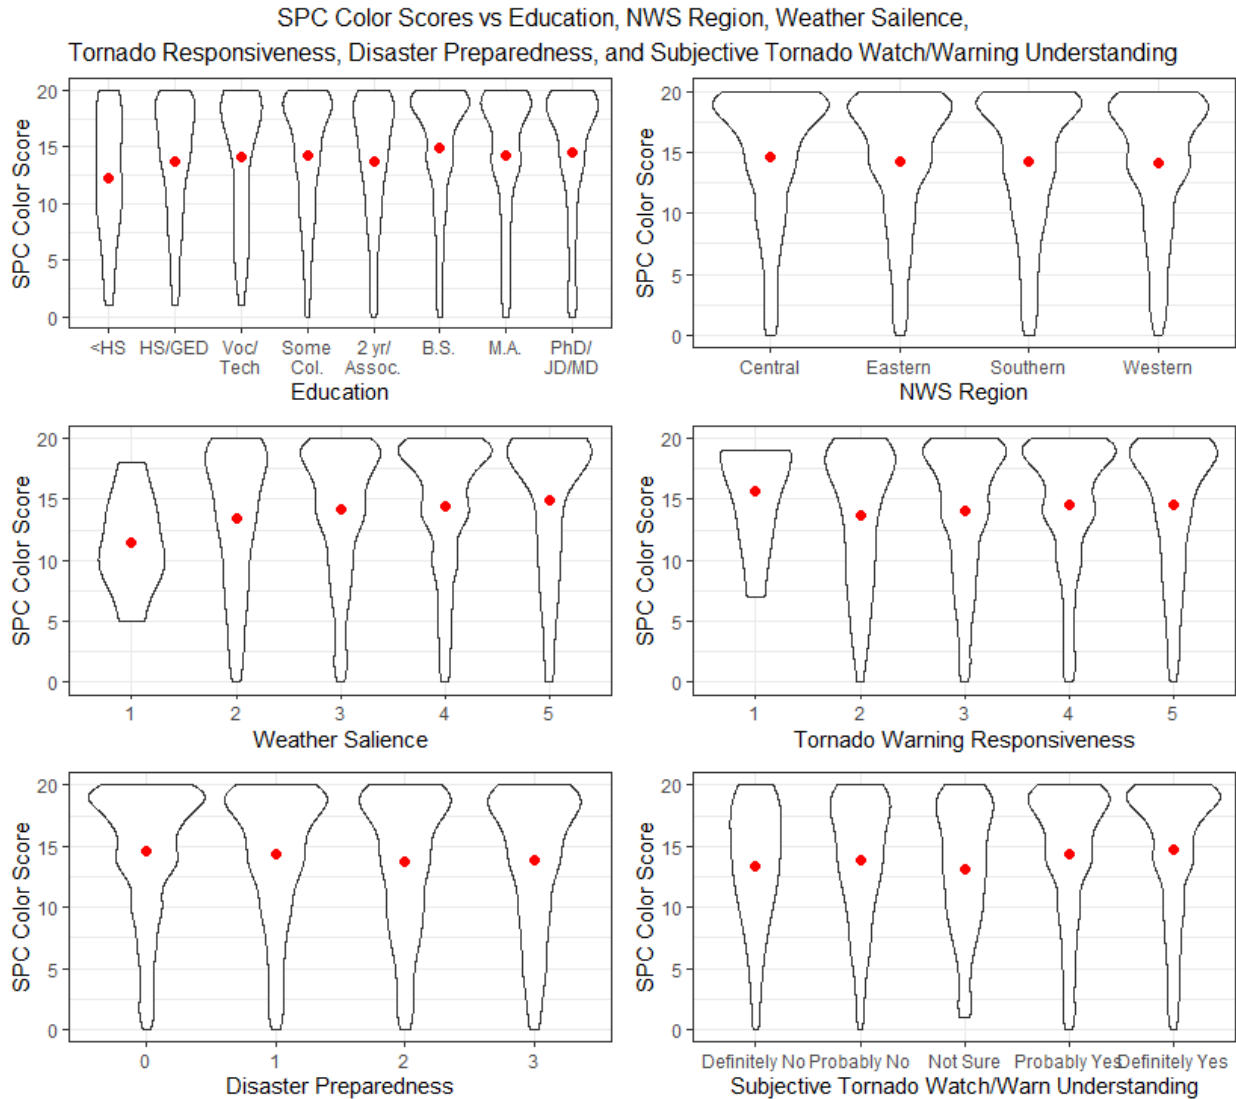 SPC Color Scores vs Education, NWS Region, Weather Sailence,
Tornado Responsiveness, Disaster Preparedness, and Subjective Tornado Watch/Warning Understanding
SPC Color Score
20
15
10
5
0
<HS HS/GED Voc/ Some 2 yr/ B.S. M.A. PhD/
Tech Col. Assoc. JD/MD
Education
SPC Color Score
20
15
10
5
0
Central Eastern Southern Western
NWS Region
SPC Color Score
20
15
10
5
0
1 2 3 4 5
Weather Salience
SPC Color Score
20
15
10
5
0
1 2 3 4 5
Tornado Warning Responsiveness
SPC Color Score
20
15
10
5
0
0 1 2 3
Disaster Preparedness
SPC Color Score
20
15
10
5
0
Definitely No Probably No Not Sure Probably Yes Definitely Yes
Subjective Tornado Watch/Warn Understanding